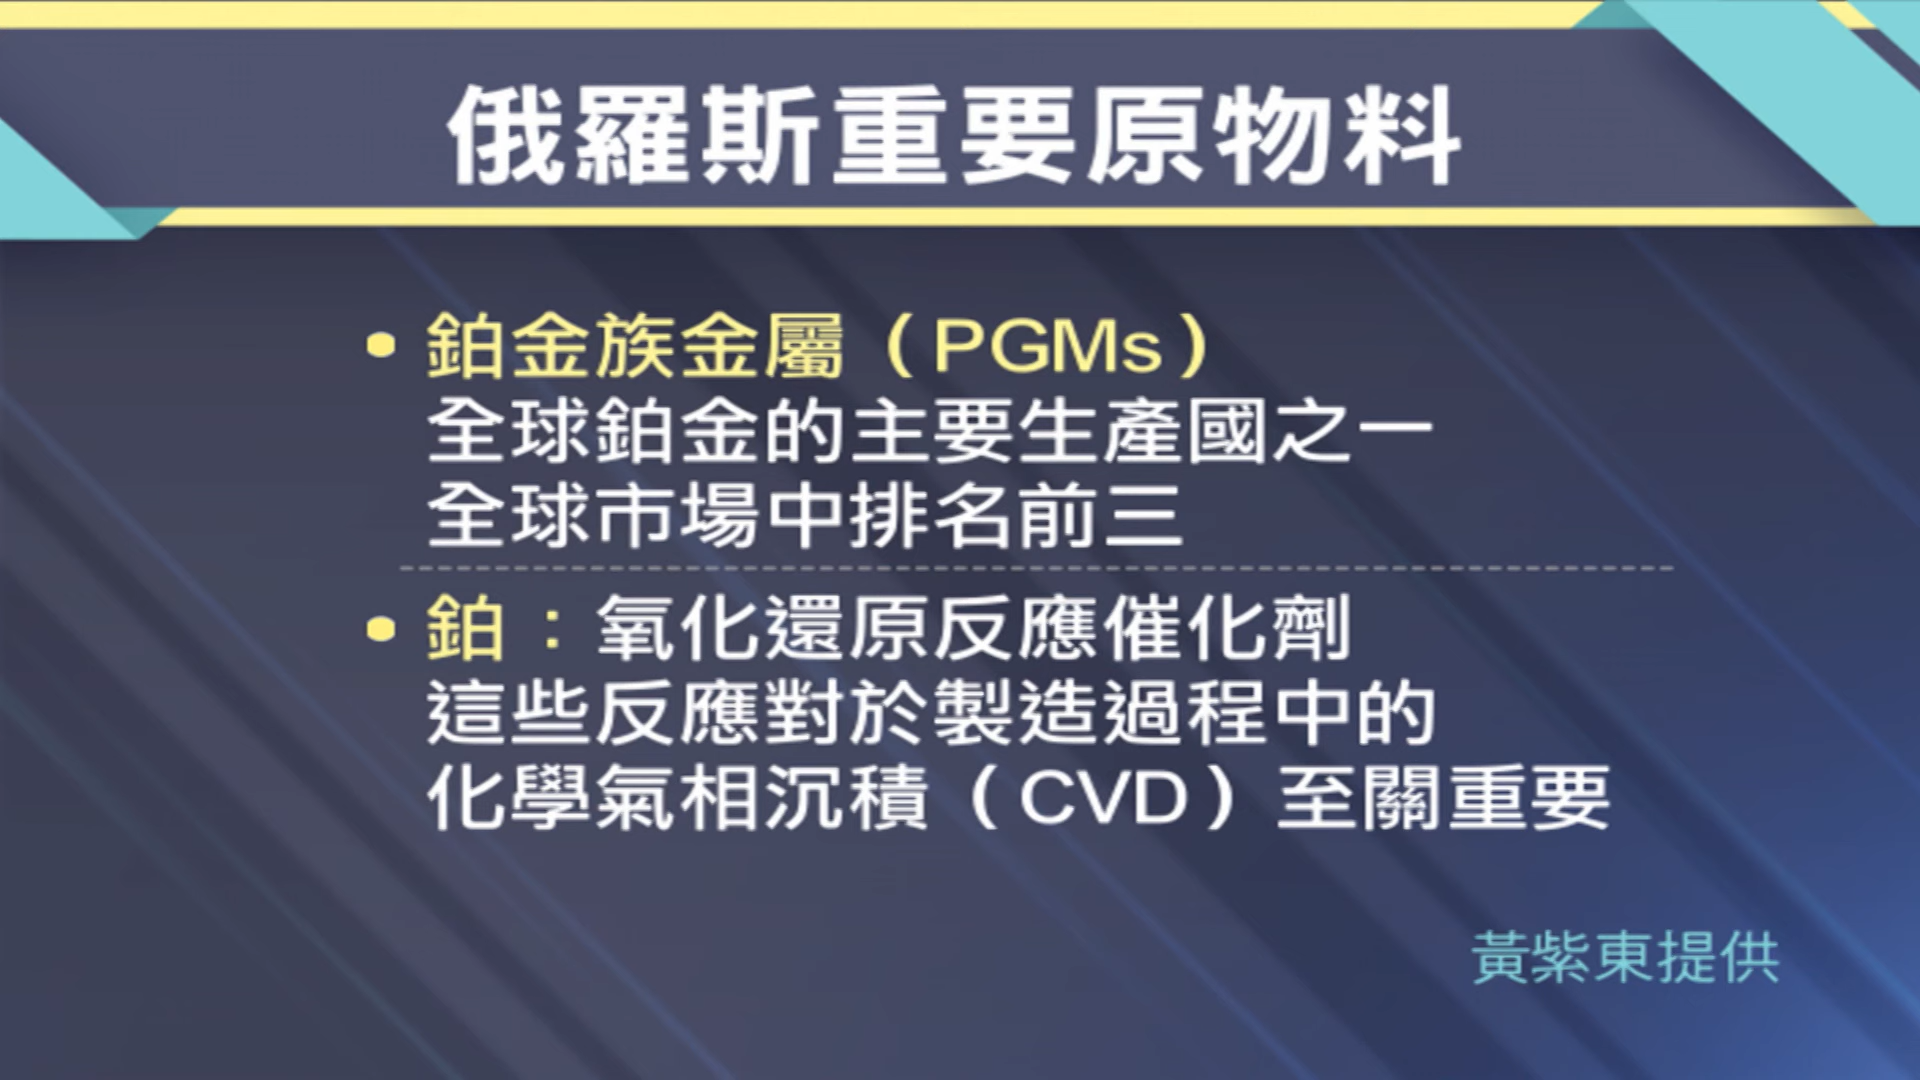 俄羅斯重要原物料
• 鉑金族金屬（PGMs）
全球鉑金的主要生產國之一
全球市場中排名前三
• 鉑：氧化還原反應催化劑
這些反應對於製造過程中的
化學氣相沉積（CVD）至關重要
黃紫東提供